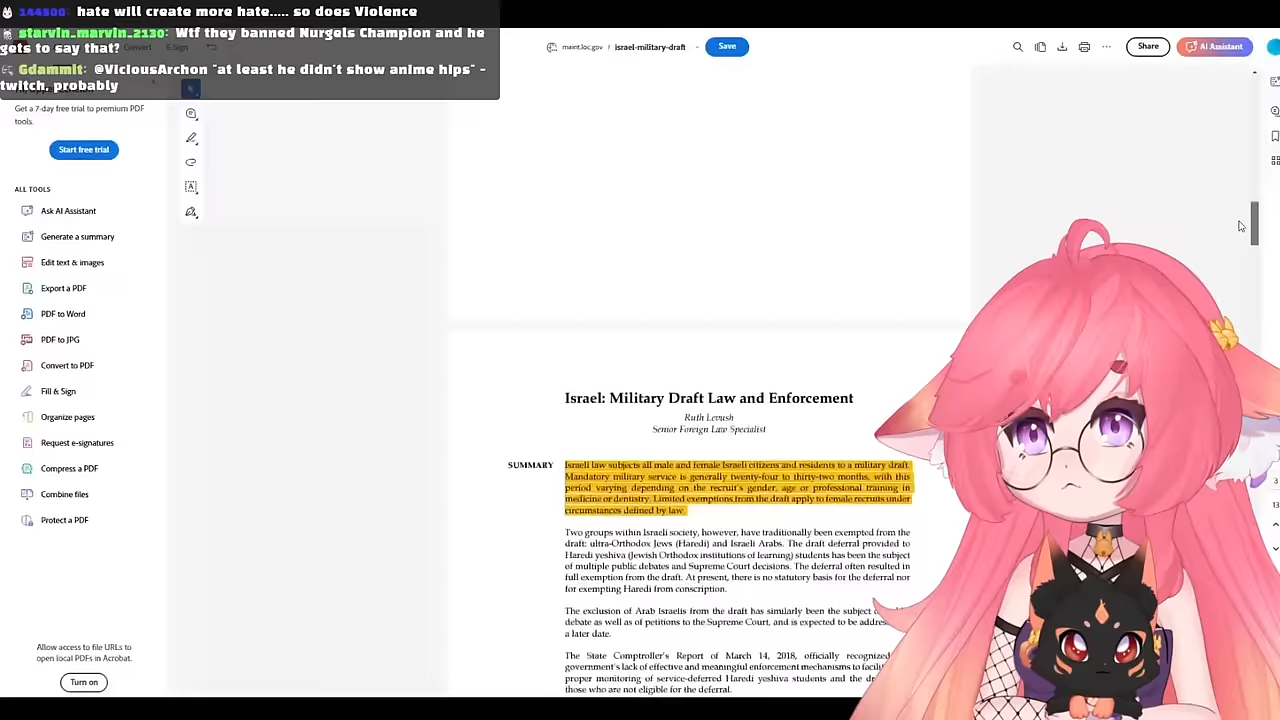 144500: hate will create more hate..... so does Violence
starvin_marvin_2130: Wtf they banned Nurgels Champion and he
gets to say that?
Gdammit: @ViciousArchon "at least he didn't show anime hips" -
twitch, probably
Convert E-Sign
maint.loc.gov / israel-military-draft
Save
Share
AI Assistant
Get a 7-day free trial to premium PDF
tools.
Start free trial
ALL TOOLS
Ask AI Assistant
Generate a summary
Edit text & images
Export a PDF
PDF to Word
PDF to JPG
Convert to PDF
Fill & Sign
Organize pages
Request e-signatures
Compress a PDF
Combine files
Protect a PDF
Allow access to file URLs to
open local PDFs in Acrobat.
Turn on
Israel: Military Draft Law and Enforcement
Ruth Levush
Senior Foreign Law Specialist
SUMMARY
Israeli law subjects all male and female Israeli citizens and residents to a military draft.
Mandatory military service is generally twenty-four to thirty-two months, with this
period varying depending on the recruit's gender, age or professional training in
medicine or dentistry. Limited exemptions from the draft apply to female recruits under
circumstances defined by law.
Two groups within Israeli society, however, have traditionally been exempted from the
draft: ultra-Orthodox Jews (Haredi) and Israeli Arabs. The draft deferral provided to
Haredi yeshiva (Jewish Orthodox institutions of learning) students has been the subject
of multiple public debates and Supreme Court decisions. The deferral often resulted in
full exemption from the draft. At present, there is no statutory basis for the deferral nor
for exempting Haredi from conscription.
The exclusion of Arab Israelis from the draft has similarly been the subject
debate as well as of petitions to the Supreme Court, and is expected to be
a later date.
The State Comptroller's Report of March 14, 2018, officially recognized
government's lack of effective and meaningful enforcement mechanisms to
proper monitoring of service-deferred Haredi yeshiva students and the
those who are not eligible for the deferral.
3
13